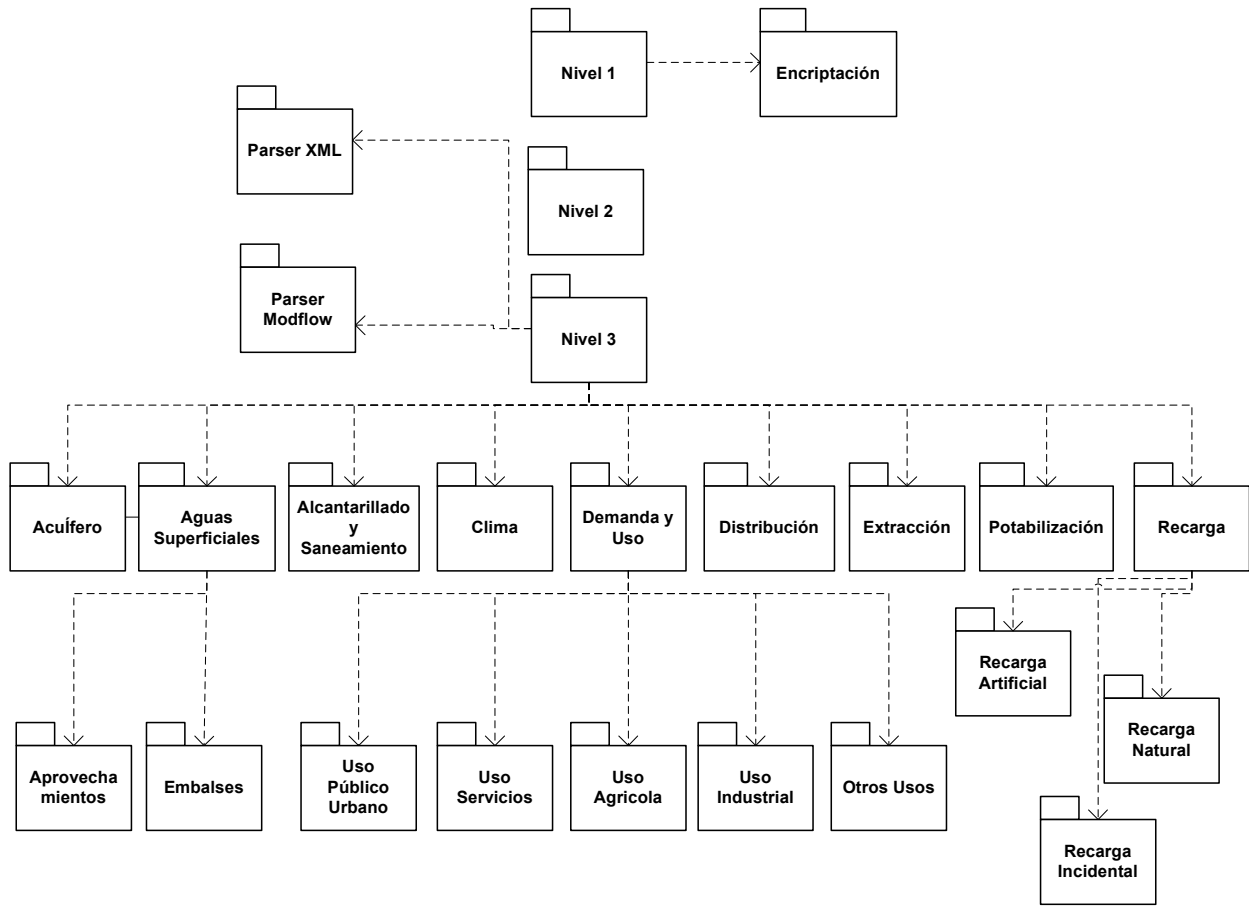 Nivel 1
Encriptación
Parser XML
Nivel 2
Parser
Modflow
Nivel 3
AcuÍfero
Aguas
Superficiales
Alcantarillado
y
Saneamiento
Clima
Demanda y
Uso
Distribución
Extracción
Potabilización
Recarga
Recarga
Artificial
Recarga
Natural
Aprovecha
mientos
Embalses
Uso
Público
Urbano
Uso
Servicios
Uso
Agricola
Uso
Industrial
Otros Usos
Recarga
Incidental